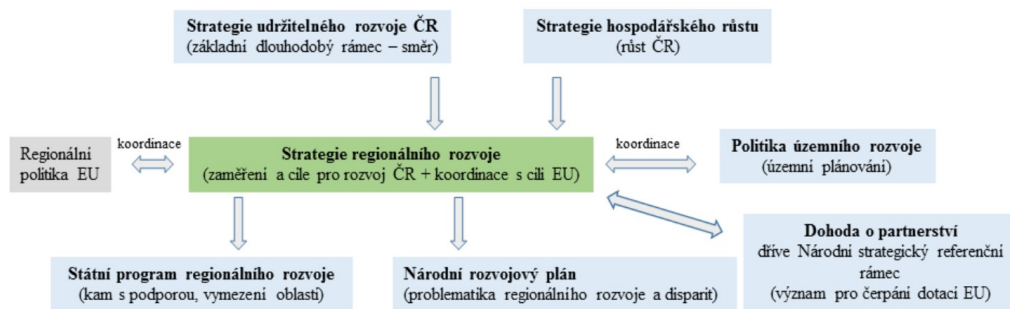 Strategie udržitelného rozvoje ČR
(základní dlouhodobý rámec – směr)
Strategie hospodářského růstu
(růst ČR)
Regionální
politika EU
koordinace
Strategie regionálního rozvoje
(zaměření a cíle pro rozvoj ČR + koordinace s cíli EU)
koordinace
Politika územního rozvoje
(územní plánování)
Státní program regionálního rozvoje
(kam s podporou, vymezení oblastí)
Národní rozvojový plán
(problematika regionálního rozvoje a disparit)
Dohoda o partnerství
dříve Národní strategický referenční
rámec
(význam pro čerpání dotací EU)